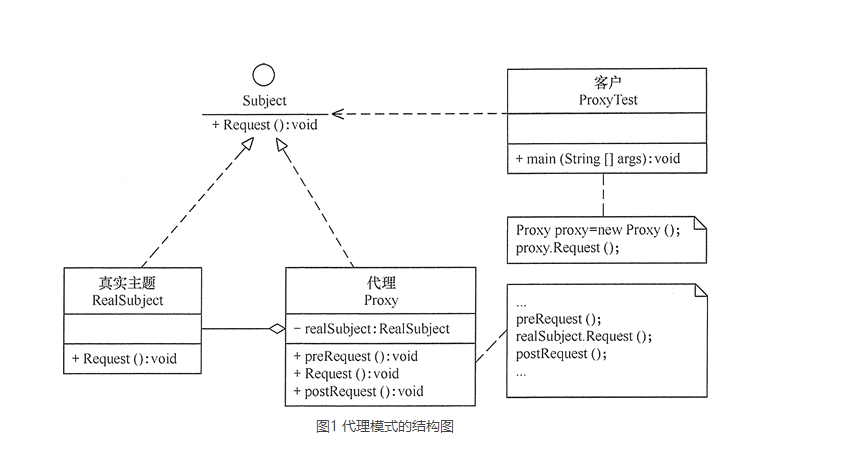 Subject
+ Request ( ) : void
客户
ProxyTest
+ main (String [ ] args) : void
Proxy proxy=new Proxy ( );
proxy.Request ( );
真实主题
RealSubject
+ Request ( ) : void
代理
Proxy
− realSubject : RealSubject
+ preRequest ( ) : void
+ Request ( ) : void
+ postRequest ( ) : void
...
preRequest ( );
realSubject.Request ( );
postRequest ( );
...
图1 代理模式的结构图